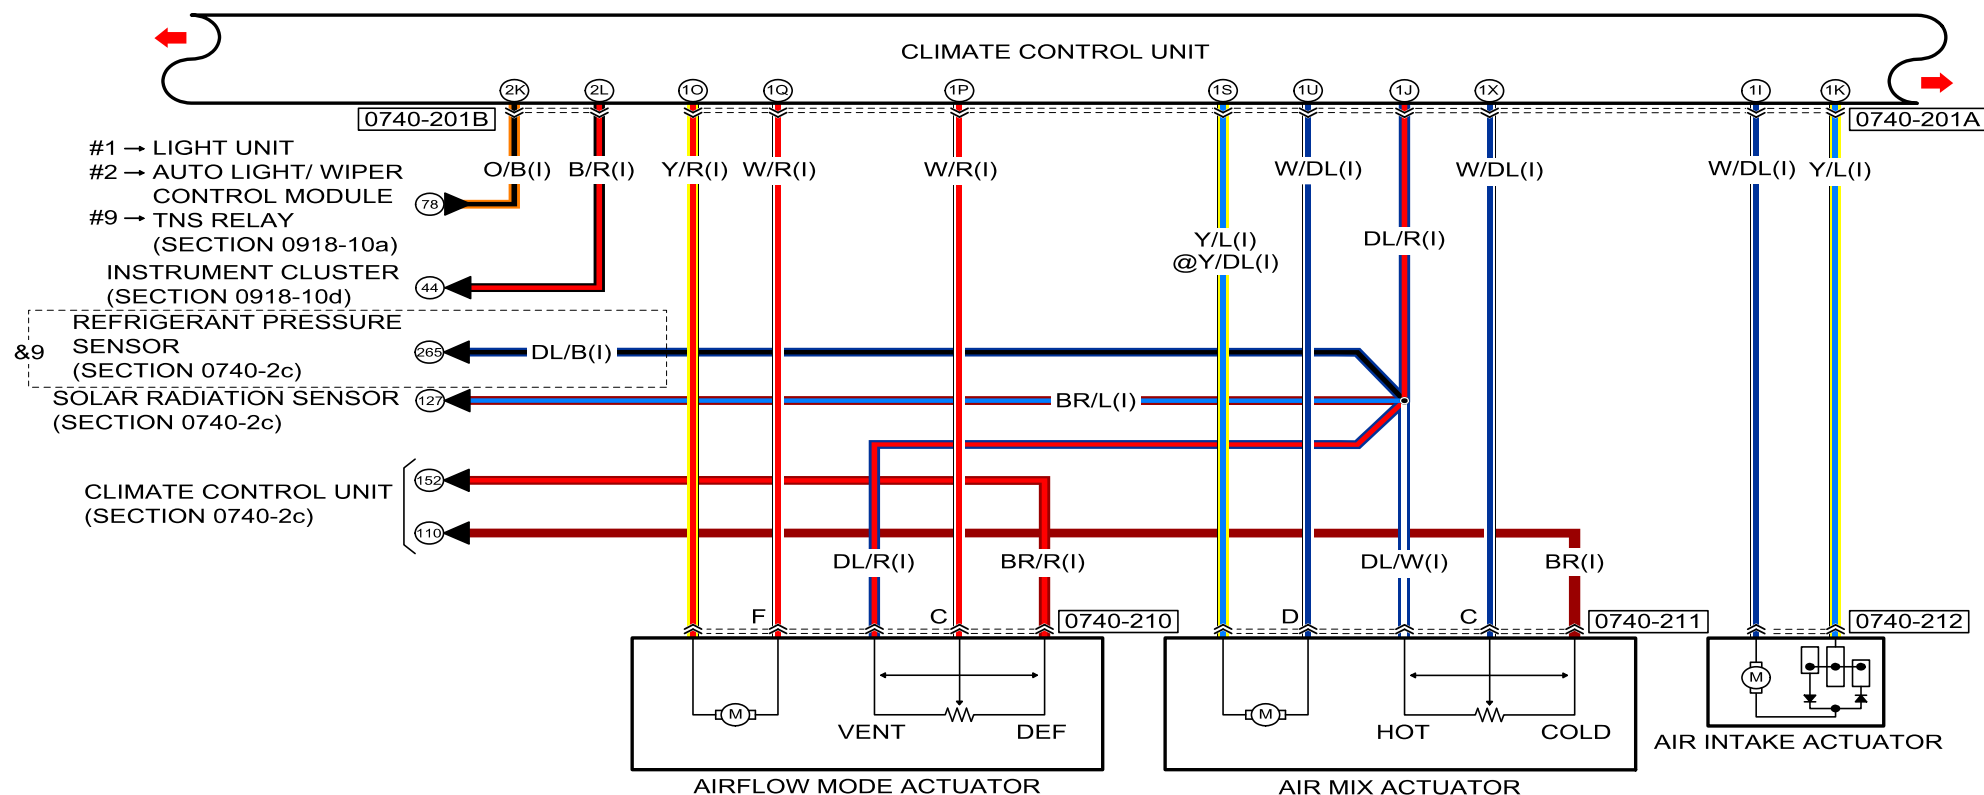 CLIMATE CONTROL UNIT
2K 2L 1O 1Q 1P 1S 1U 1J 1X 1I 1K
0740-201B
0740-201A
#1 → LIGHT UNIT
#2 → AUTO LIGHT/ WIPER
CONTROL MODULE
#9 → TNS RELAY
(SECTION 0918-10a)
78
O/B(I) B/R(I) Y/R(I) W/R(I) W/R(I) W/DL(I) W/DL(I) W/DL(I) Y/L(I)
Y/L(I)
@Y/DL(I)
DL/R(I)
INSTRUMENT CLUSTER
(SECTION 0918-10d)
44
&9
REFRIGERANT PRESSURE
SENSOR
(SECTION 0740-2c)
265
DL/B(I)
SOLAR RADIATION SENSOR
(SECTION 0740-2c)
127
BR/L(I)
CLIMATE CONTROL UNIT
(SECTION 0740-2c)
152
110
DL/R(I) BR/R(I) DL/W(I) BR(I)
F C 0740-210 D C 0740-211 0740-212
M M M
VENT DEF HOT COLD
AIR INTAKE ACTUATOR
AIRFLOW MODE ACTUATOR AIR MIX ACTUATOR